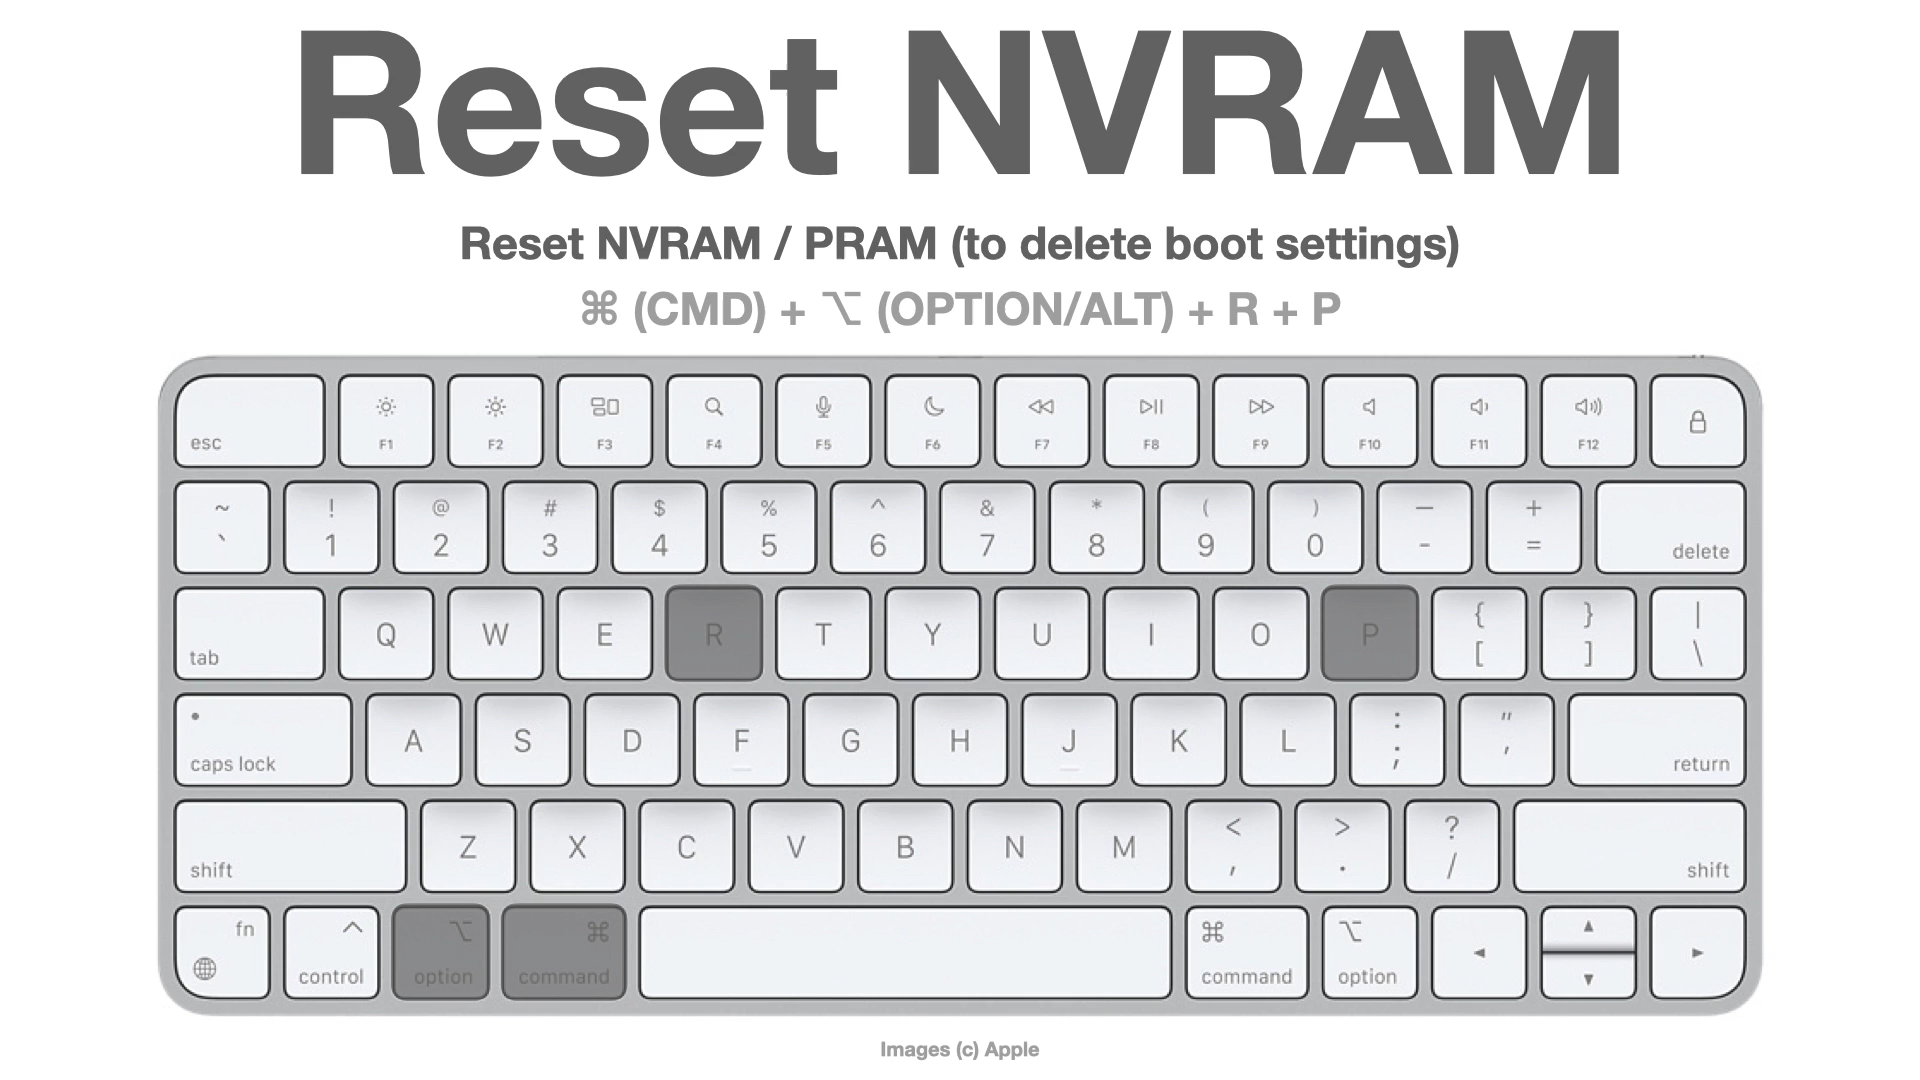 Reset NVRAM
Reset NVRAM / PRAM (to delete boot settings)
⌘ (CMD) + ⌥ (OPTION/ALT) + R + P
esc F1 F2 F3 F4 F5 F6 F7 F8 F9 F10 F11 F12
~ ! @ # $ % ^ & * ( ) — +
` 1 2 3 4 5 6 7 8 9 0 - = delete
tab Q W E R T Y U I O P { [ } ] | \
caps lock A S D F G H J K L : ; " ' return
shift Z X C V B N M < , > . ? / shift
fn ^ ⌥ ⌘ ⌘ ⌥ ▲
control option command command option ◄ ▼ ►
Images (c) Apple